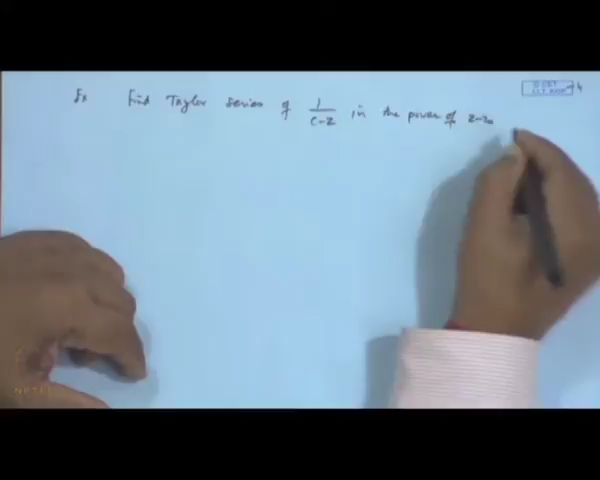 Ex Find Taylor series of 1/(c-z) in the power of z-z₀